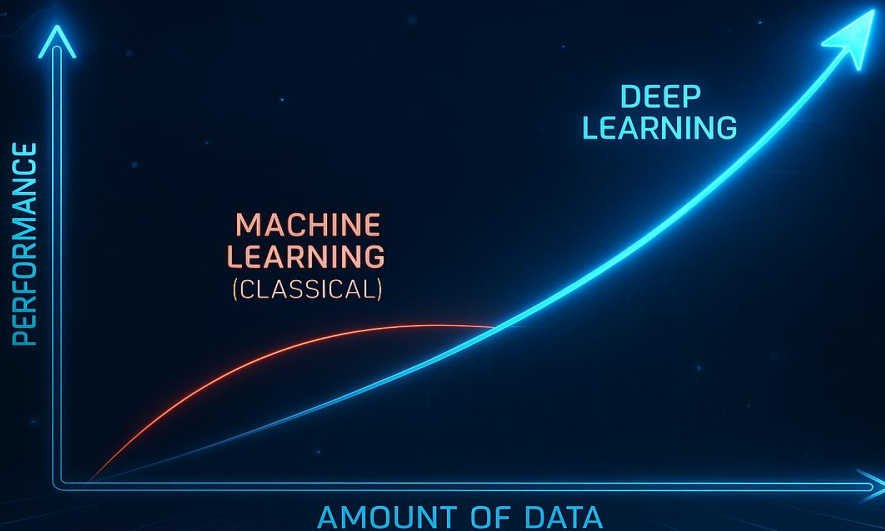 PERFORMANCE
DEEP
LEARNING
MACHINE
LEARNING
(CLASSICAL)
AMOUNT OF DATA